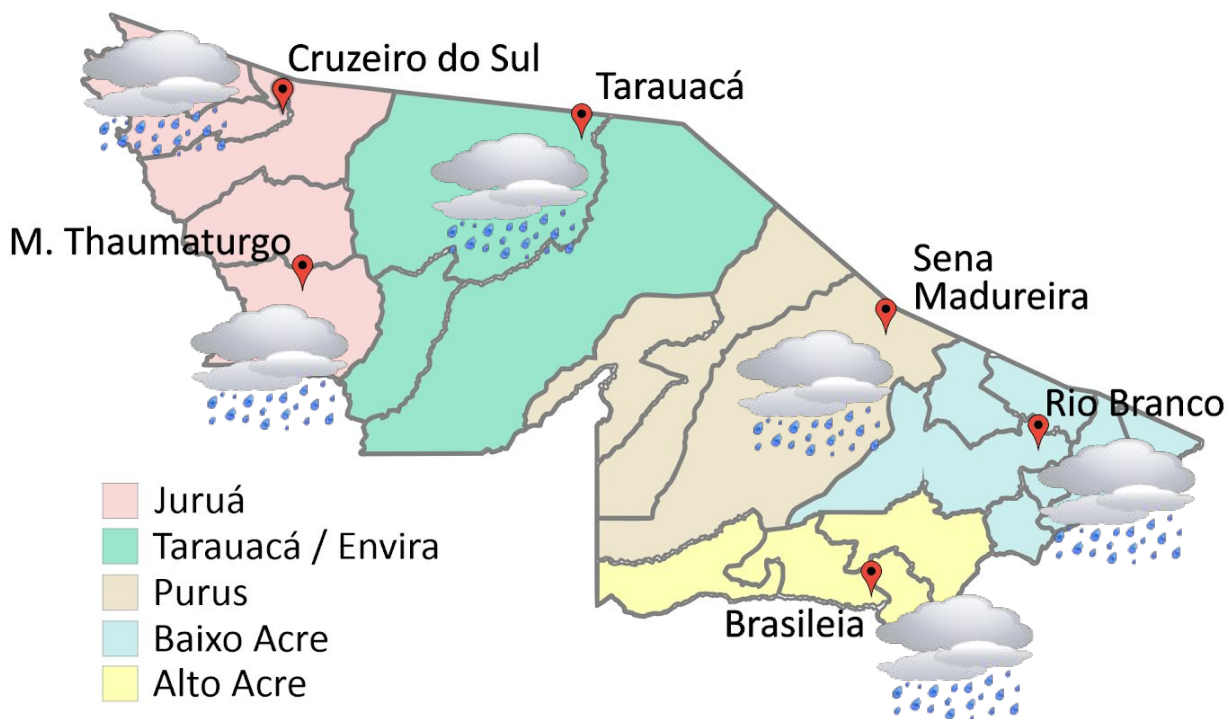 Cruzeiro do Sul
Tarauacá
M. Thaumaturgo
Sena
Madureira
Rio Branco
Brasileia
Juruá
Tarauacá / Envira
Purus
Baixo Acre
Alto Acre